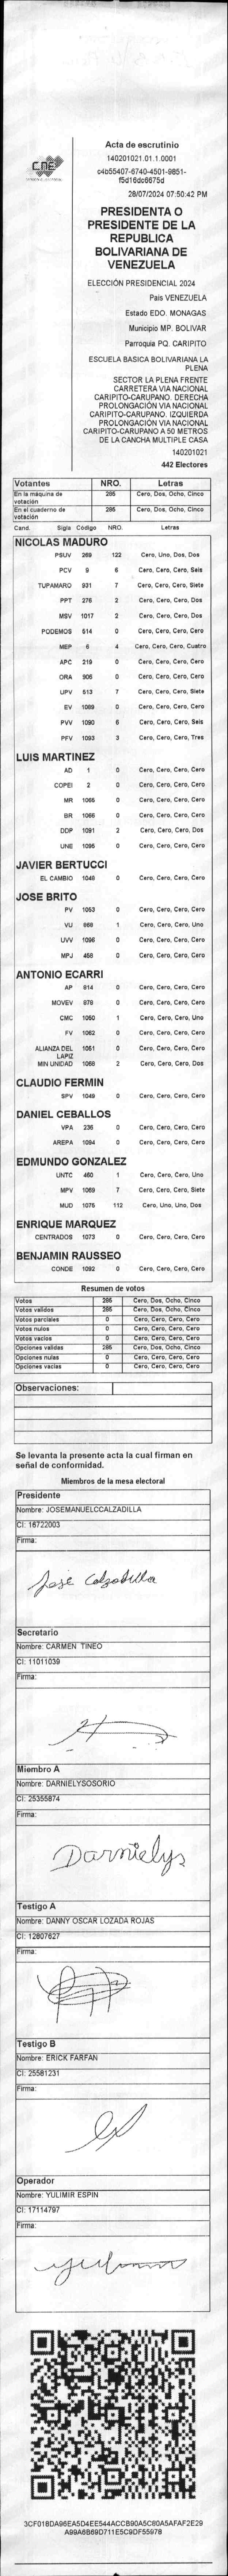 CNE
Acta de escrutinio
140201021.01.1.0001
c4b55407-6740-4501-9851-
f5d16dc6675d
28/07/2024 07:50:42 PM
PRESIDENTA O
PRESIDENTE DE LA
REPUBLICA
BOLIVARIANA DE
VENEZUELA
ELECCIÓN PRESIDENCIAL 2024
País VENEZUELA
Estado EDO. MONAGAS
Municipio MP. BOLIVAR
Parroquia PQ. CARIPITO
ESCUELA BASICA BOLIVARIANA LA
PLENA
SECTOR LA PLENA FRENTE
CARRETERA VIA NACIONAL
CARIPITO-CARUPANO. DERECHA
PROLONGACIÓN VIA NACIONAL
CARIPITO-CARUPANO. IZQUIERDA
PROLONGACIÓN VIA NACIONAL
CARIPITO-CARUPANO A 50 METROS
DE LA CANCHA MULTIPLE CASA
140201021
442 Electores
Votantes NRO. Letras
En la máquina de votación 285 Cero, Dos, Ocho, Cinco
En el cuaderno de votación 285 Cero, Dos, Ocho, Cinco
Cand. Sigla Código NRO. Letras
NICOLAS MADURO
PSUV 269 122 Cero, Uno, Dos, Dos
PCV 9 6 Cero, Cero, Cero, Seis
TUPAMARO 931 7 Cero, Cero, Cero, Siete
PPT 276 2 Cero, Cero, Cero, Dos
MSV 1017 2 Cero, Cero, Cero, Dos
PODEMOS 514 0 Cero, Cero, Cero, Cero
MEP 6 4 Cero, Cero, Cero, Cuatro
APC 219 0 Cero, Cero, Cero, Cero
ORA 906 0 Cero, Cero, Cero, Cero
UPV 513 7 Cero, Cero, Cero, Siete
EV 1089 0 Cero, Cero, Cero, Cero
PVV 1090 6 Cero, Cero, Cero, Seis
PFV 1093 3 Cero, Cero, Cero, Tres
LUIS MARTINEZ
AD 1 0 Cero, Cero, Cero, Cero
COPEI 2 0 Cero, Cero, Cero, Cero
MR 1065 0 Cero, Cero, Cero, Cero
BR 1066 0 Cero, Cero, Cero, Cero
DDP 1091 2 Cero, Cero, Cero, Dos
UNE 1095 0 Cero, Cero, Cero, Cero
JAVIER BERTUCCI
EL CAMBIO 1048 0 Cero, Cero, Cero, Cero
JOSE BRITO
PV 1053 0 Cero, Cero, Cero, Cero
VU 868 1 Cero, Cero, Cero, Uno
UVV 1096 0 Cero, Cero, Cero, Cero
MPJ 458 0 Cero, Cero, Cero, Cero
ANTONIO ECARRI
AP 814 0 Cero, Cero, Cero, Cero
MOVEV 978 0 Cero, Cero, Cero, Cero
CMC 1050 1 Cero, Cero, Cero, Uno
FV 1062 0 Cero, Cero, Cero, Cero
ALIANZA DEL LAPIZ 1051 0 Cero, Cero, Cero, Cero
MIN UNIDAD 1068 2 Cero, Cero, Cero, Dos
CLAUDIO FERMIN
SPV 1049 0 Cero, Cero, Cero, Cero
DANIEL CEBALLOS
VPA 236 0 Cero, Cero, Cero, Cero
AREPA 1094 0 Cero, Cero, Cero, Cero
EDMUNDO GONZALEZ
UNTC 460 1 Cero, Cero, Cero, Uno
MPV 1069 7 Cero, Cero, Cero, Siete
MUD 1075 112 Cero, Uno, Uno, Dos
ENRIQUE MARQUEZ
CENTRADOS 1073 0 Cero, Cero, Cero, Cero
BENJAMIN RAUSSEO
CONDE 1092 0 Cero, Cero, Cero, Cero
Resumen de votos
Votos 285 Cero, Dos, Ocho, Cinco
Votos validos 285 Cero, Dos, Ocho, Cinco
Votos parciales 0 Cero, Cero, Cero, Cero
Votos nulos 0 Cero, Cero, Cero, Cero
Votos vacios 0 Cero, Cero, Cero, Cero
Opciones validas 285 Cero, Dos, Ocho, Cinco
Opciones nulas 0 Cero, Cero, Cero, Cero
Opciones vacias 0 Cero, Cero, Cero, Cero
Observaciones:
Se levanta la presente acta la cual firman en
señal de conformidad.
Miembros de la mesa electoral
Presidente
Nombre: JOSEMANUELCCALZADILLA
CI: 16722003
Firma:
Jose Calzadilla
Secretario
Nombre: CARMEN TINEO
CI: 11011039
Firma:
Miembro A
Nombre: DARNIELYSOSORIO
CI: 25355874
Firma:
Darnielys
Testigo A
Nombre: DANNY OSCAR LOZADA ROJAS
CI: 12807627
Firma:
Testigo B
Nombre: ERICK FARFAN
CI: 25581231
Firma:
Operador
Nombre: YULIMIR ESPIN
CI: 17114797
Firma:
3CF018DA96EA5D4EE544ACCB90A5C80A5AFAF2E29
A99A6B69D711E5C9DF55978